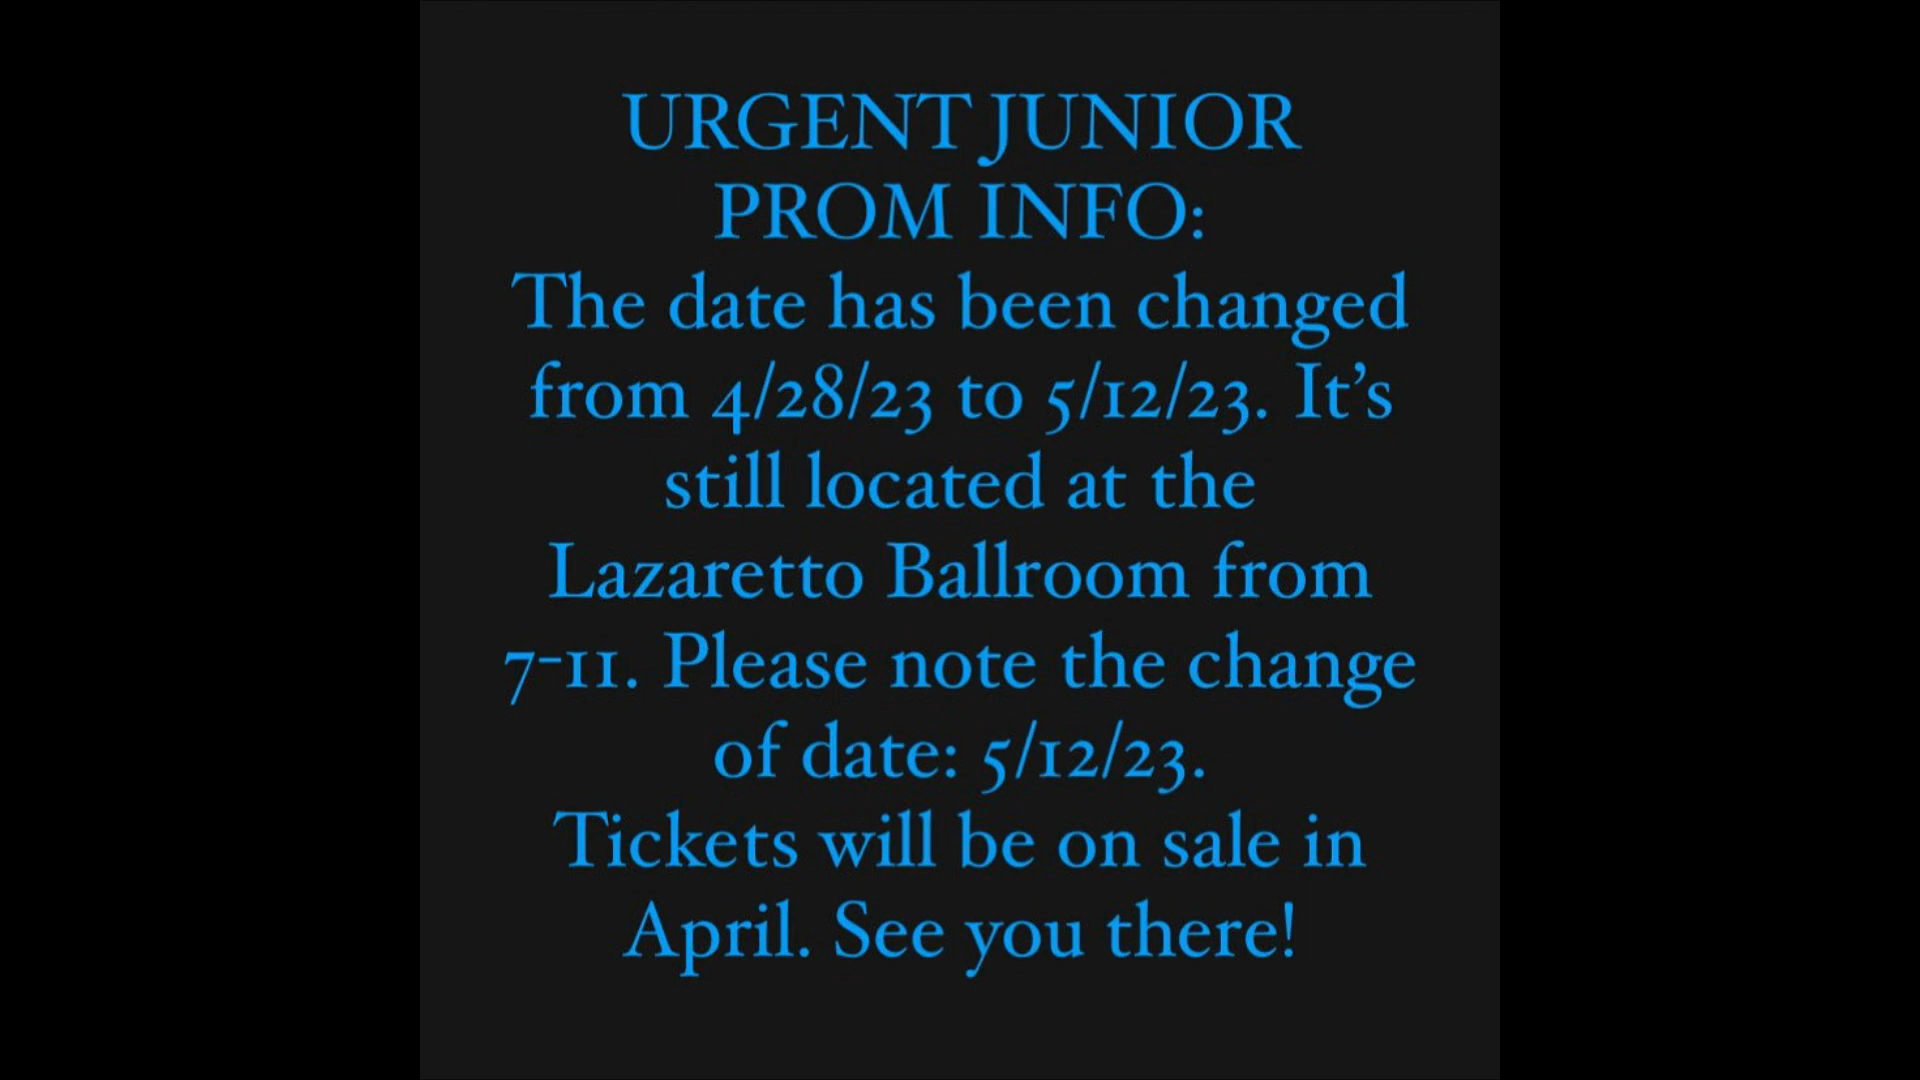 URGENT JUNIOR
PROM INFO:
The date has been changed
from 4/28/23 to 5/12/23. It’s
still located at the
Lazaretto Ballroom from
7-11. Please note the change
of date: 5/12/23.
Tickets will be on sale in
April. See you there!